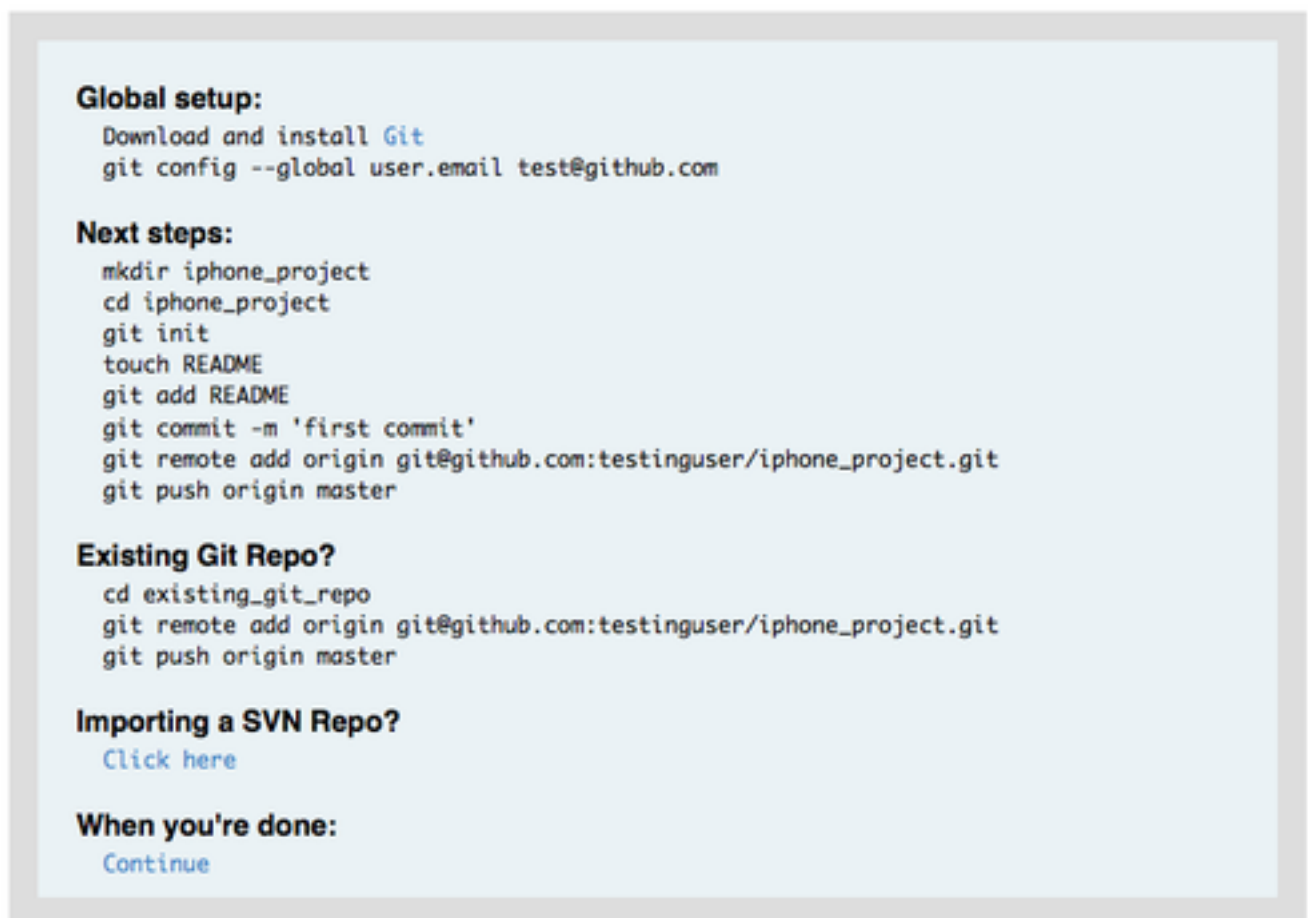 Global setup:
Download and install Git
git config --global user.email test@github.com
Next steps:
mkdir iphone_project
cd iphone_project
git init
touch README
git add README
git commit -m 'first commit'
git remote add origin git@github.com:testinguser/iphone_project.git
git push origin master
Existing Git Repo?
cd existing_git_repo
git remote add origin git@github.com:testinguser/iphone_project.git
git push origin master
Importing a SVN Repo?
Click here
When you're done:
Continue